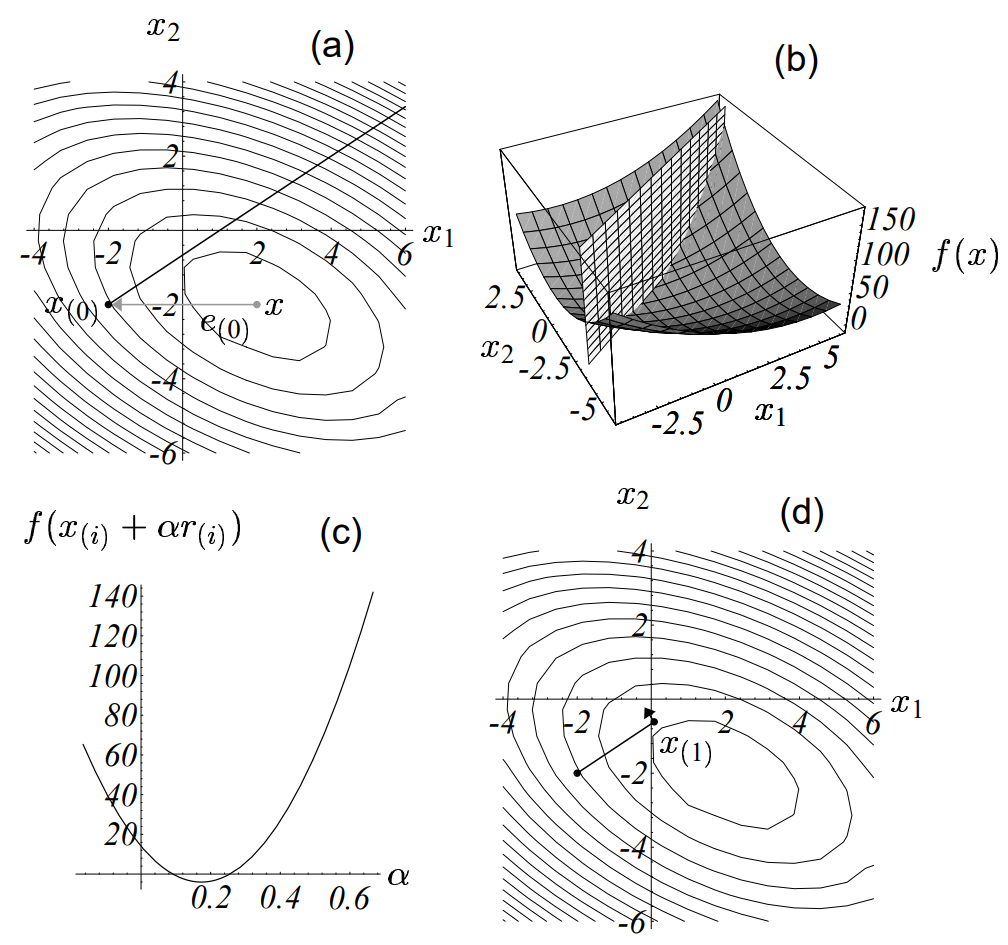 x₂
(a)
4
2
-4 -2 2 4 6 x₁
x₍₀₎ -2 x
e₍₀₎
-4
-6
(b)
150
100 f(x)
50
0
2.5
0
x₂ -2.5
-5
5
2.5
0
-2.5 x₁
f(x₍ᵢ₎ + αr₍ᵢ₎) (c)
140
120
100
80
60
40
20
0.2 0.4 0.6 α
x₂
(d)
4
2
-4 -2 2 4 6 x₁
x₍₁₎
-2
-4
-6